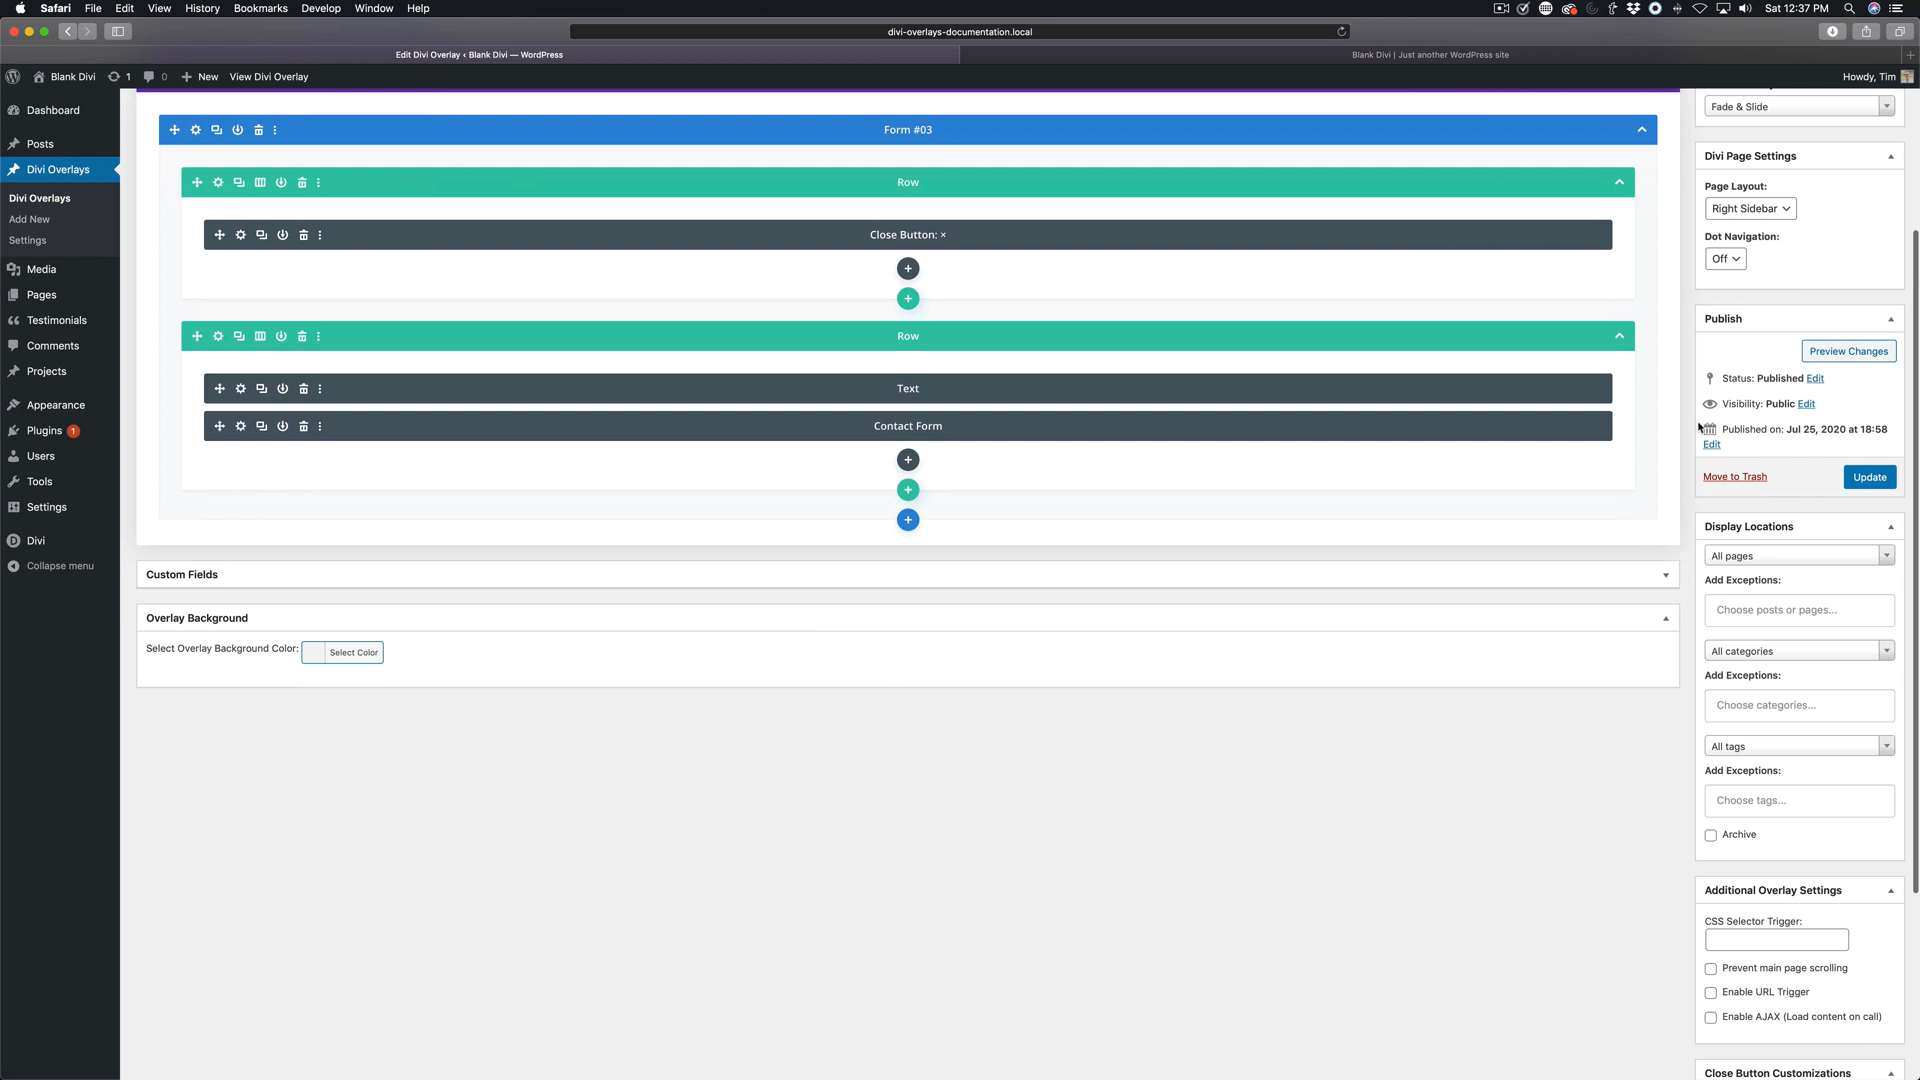 Safari File Edit View History Bookmarks Develop Window Help
Sat 12:37 PM
divi-overlays-documentation.local
Edit Divi Overlay ‹ Blank Divi — WordPress
Blank Divi | Just another WordPress site
Blank Divi 1 0 New View Divi Overlay
Howdy, Tim
Dashboard
Posts
Divi Overlays
Divi Overlays
Add New
Settings
Media
Pages
Testimonials
Comments
Projects
Appearance
Plugins 1
Users
Tools
Settings
Divi
Collapse menu
Form #03
Row
Close Button: ×
Row
Text
Contact Form
Custom Fields
Overlay Background
Select Overlay Background Color: Select Color
Fade & Slide
Divi Page Settings
Page Layout:
Right Sidebar
Dot Navigation:
Off
Publish
Preview Changes
Status: Published Edit
Visibility: Public Edit
Published on: Jul 25, 2020 at 18:58
Edit
Move to Trash Update
Display Locations
All pages
Add Exceptions:
Choose posts or pages...
All categories
Add Exceptions:
Choose categories...
All tags
Add Exceptions:
Choose tags...
Archive
Additional Overlay Settings
CSS Selector Trigger:
Prevent main page scrolling
Enable URL Trigger
Enable AJAX (Load content on call)
Close Button Customizations